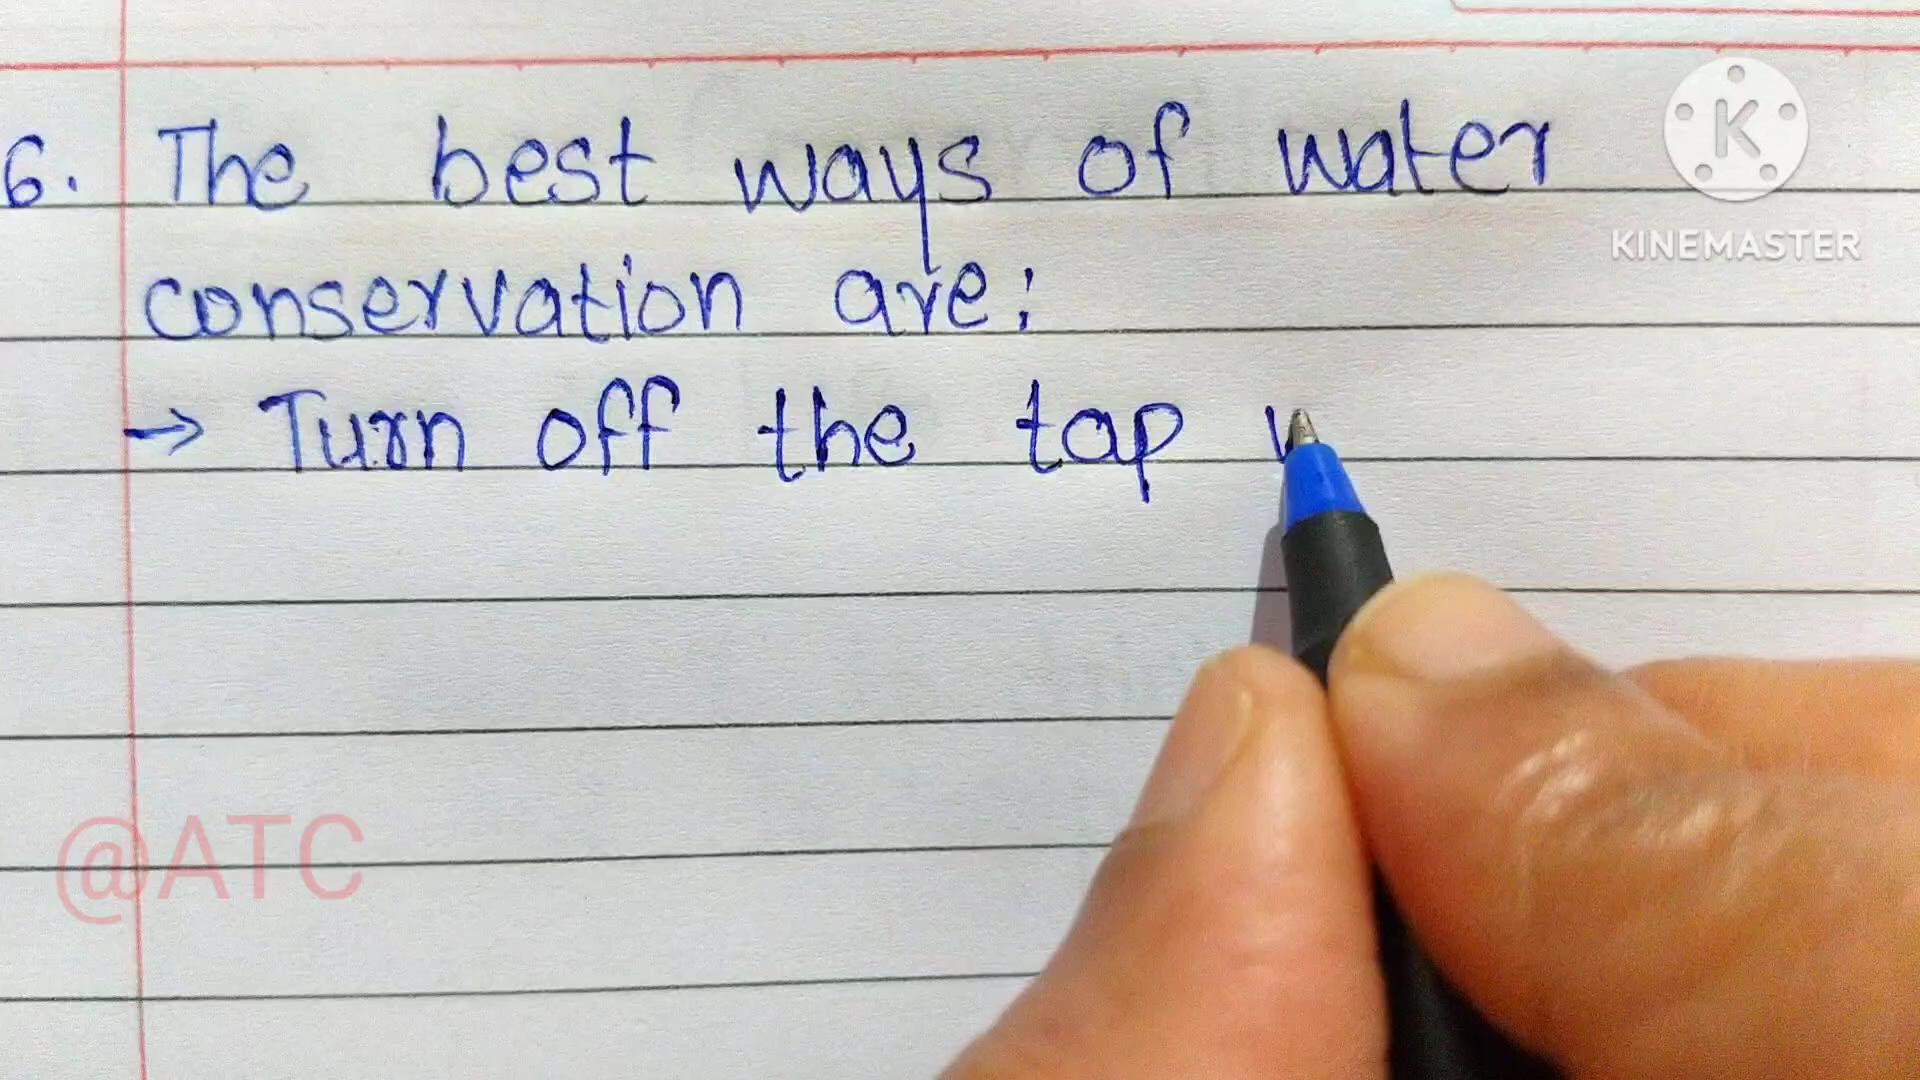 6. The best ways of water
conservation are:
→ Turn off the tap
KINEMASTER
@ATC